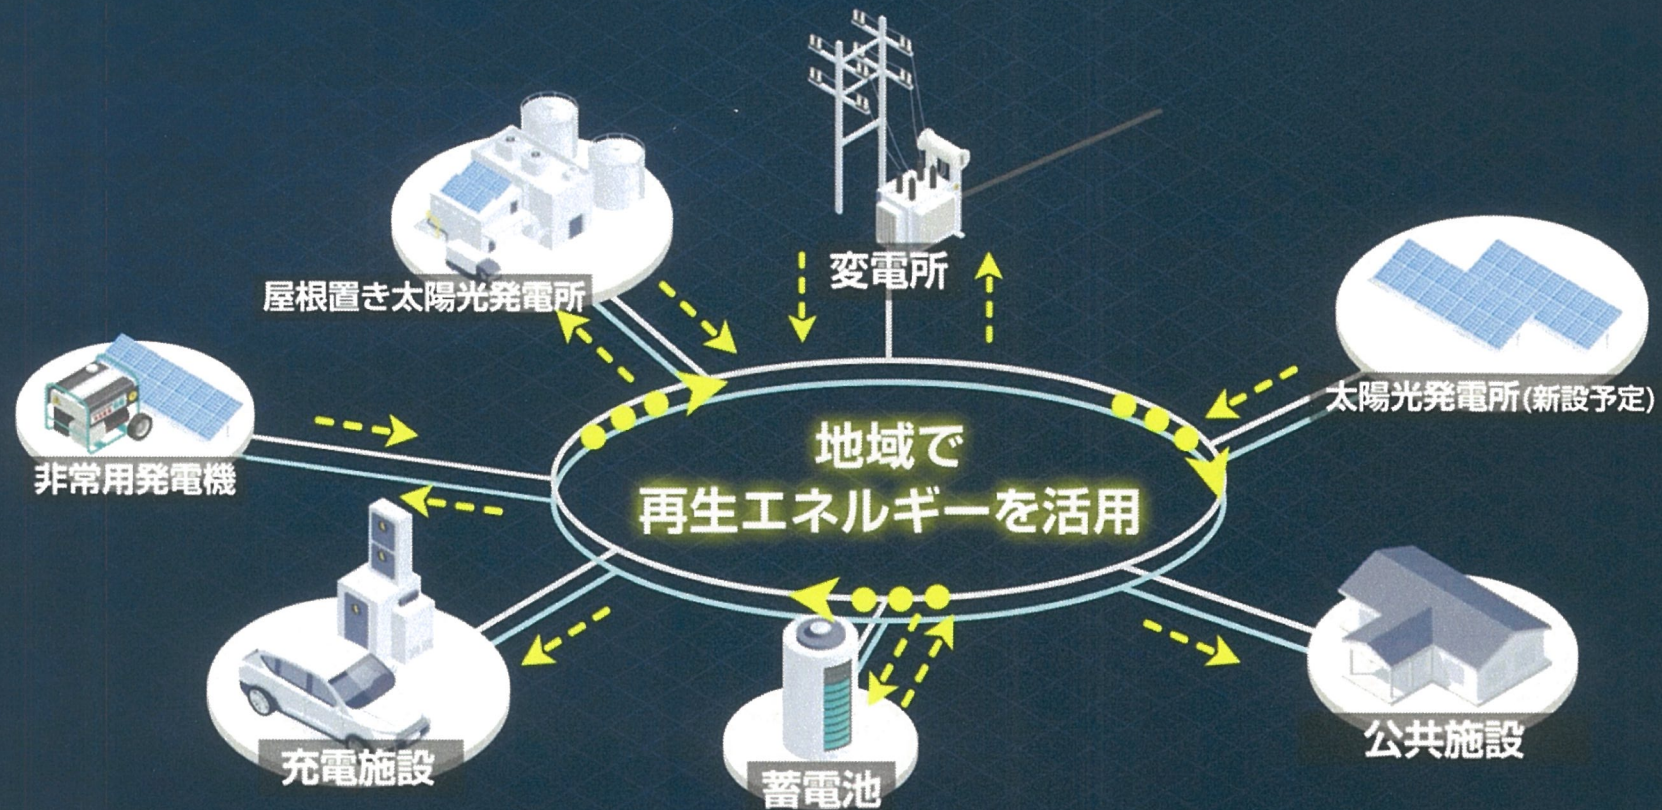 変電所
屋根置き太陽光発電所
太陽光発電所(新設予定)
非常用発電機
地域で
再生エネルギーを活用
充電施設
蓄電池
公共施設